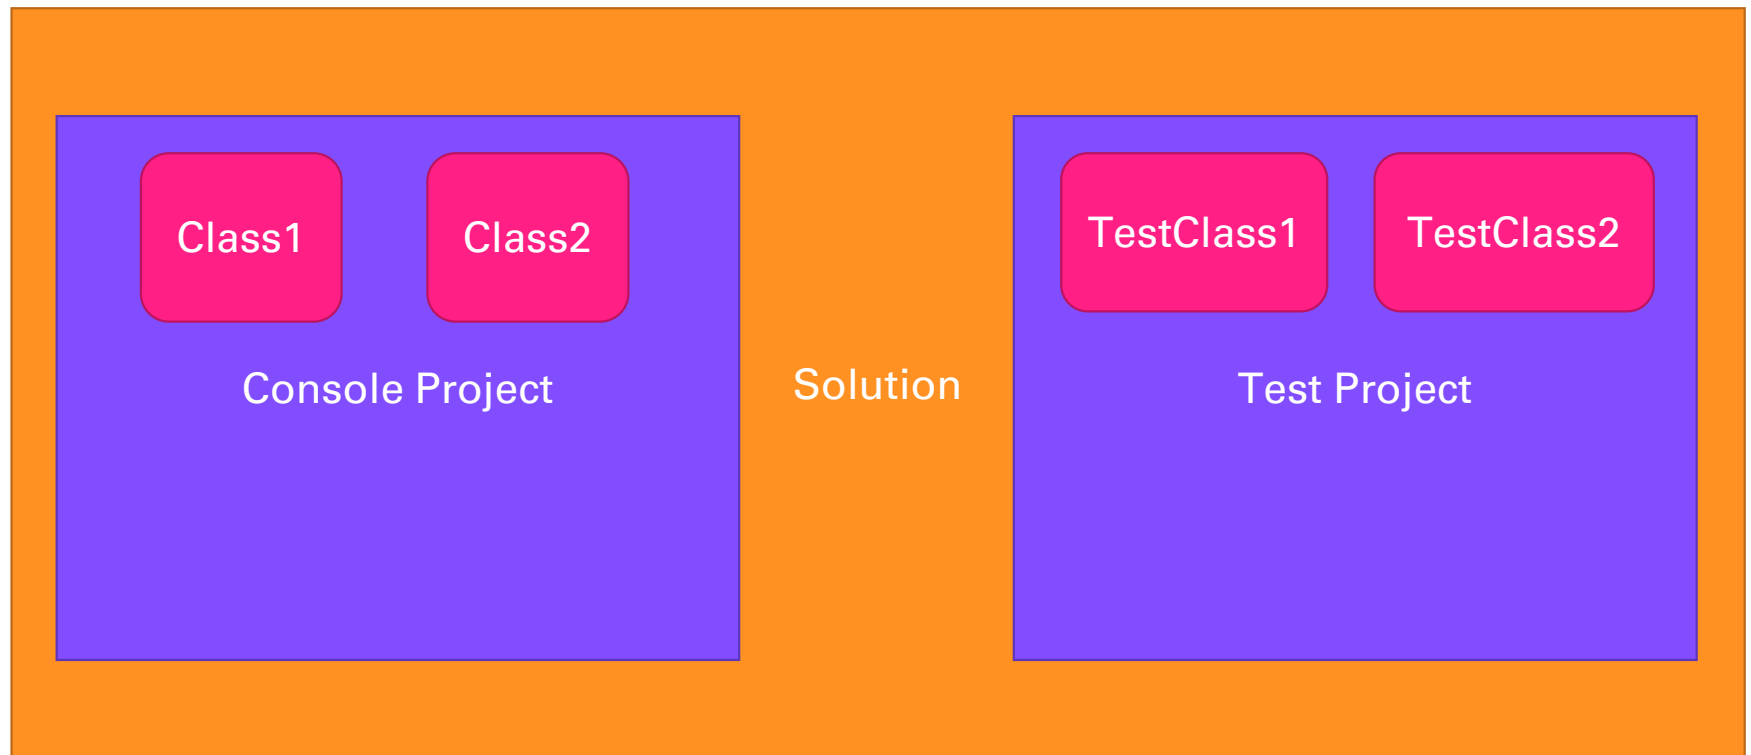 Class1
Class2
Console Project
Solution
TestClass1
TestClass2
Test Project